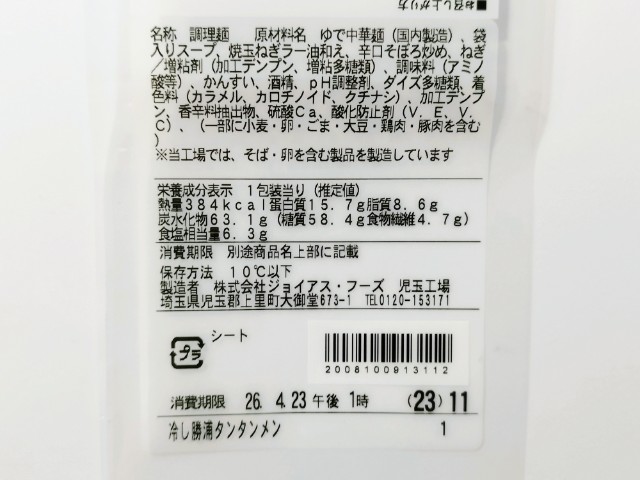 ■お召し上がり方
名称　調理麺　　原材料名　ゆで中華麺（国内製造）、袋
入りスープ、焼玉ねぎラー油和え、辛口そぼろ炒め、ねぎ
／増粘剤（加工デンプン、増粘多糖類）、調味料（アミノ
酸等）、かんすい、酒精、ｐＨ調整剤、ダイズ多糖類、着
色料（カラメル、カロチノイド、クチナシ）、加工デンプ
ン、香辛料抽出物、硫酸Ｃａ、酸化防止剤（Ｖ．Ｅ、Ｖ．
Ｃ）、（一部に小麦・卵・ごま・大豆・鶏肉・豚肉を含む
）
※当工場では、そば・卵を含む製品を製造しています
栄養成分表示　１包装当り（推定値）
熱量３８４ｋｃａｌ蛋白質１５．７ｇ脂質８．６ｇ
炭水化物６３．１ｇ（糖質５８．４ｇ食物繊維４．７ｇ）
食塩相当量６．３ｇ
消費期限　別途商品名上部に記載
保存方法　１０℃以下
製造者　株式会社ジョイアス・フーズ　児玉工場
埼玉県児玉郡上里町大御堂673-1　TEL0120-153171
プラ　シート
2008100913112
消費期限　26. 4.23午後 1時　(23)11
冷し勝浦タンタンメン　1